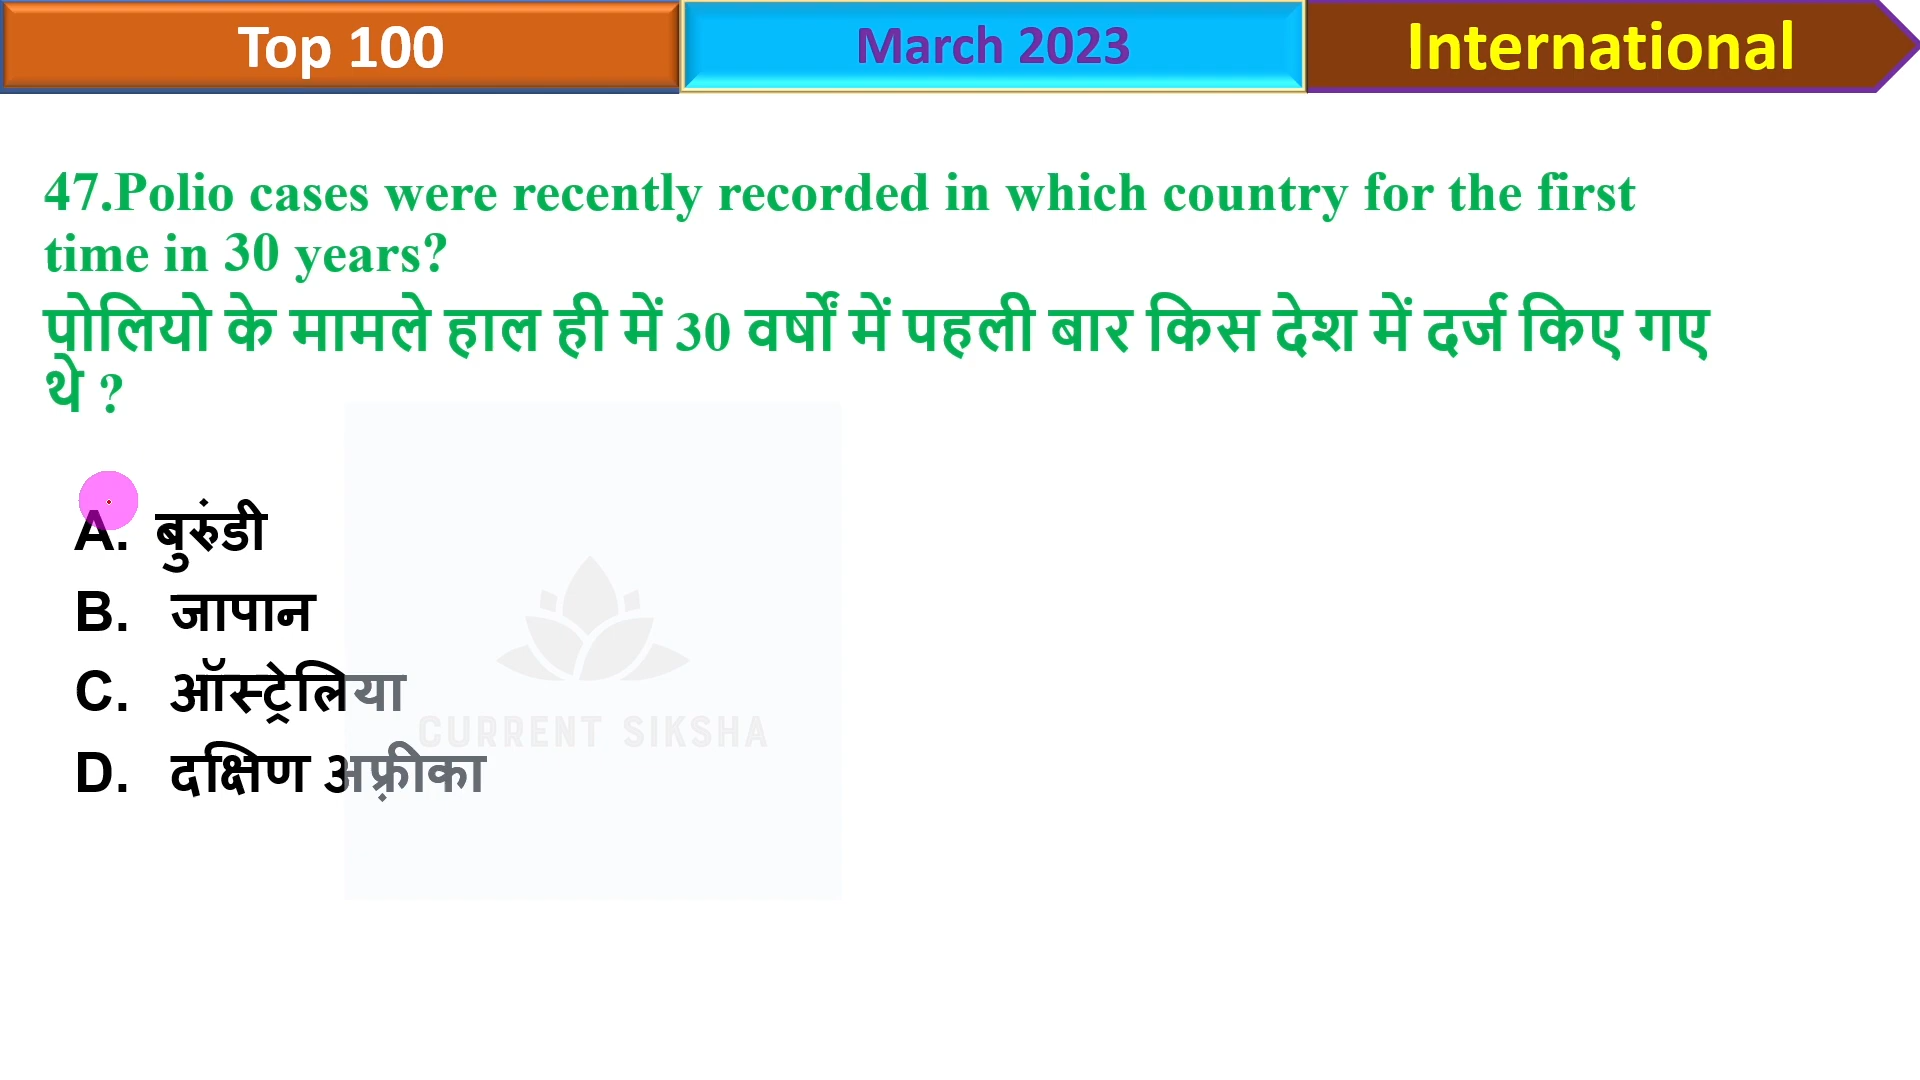 Top 100
March 2023
International
47.Polio cases were recently recorded in which country for the first
time in 30 years?
पोलियो के मामले हाल ही में 30 वर्षों में पहली बार किस देश में दर्ज किए गए
थे ?
A. बुरुंडी
B. जापान
C. ऑस्ट्रेलिया
CURRENT SIKSHA
D. दक्षिण अफ़्रीका